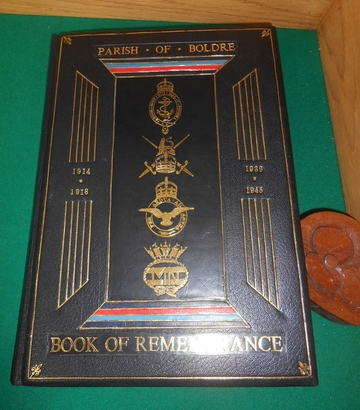 PARISH · OF · BOLDRE
1914 1939
1918 1945
MN
BOOK OF REMEMBRANCE